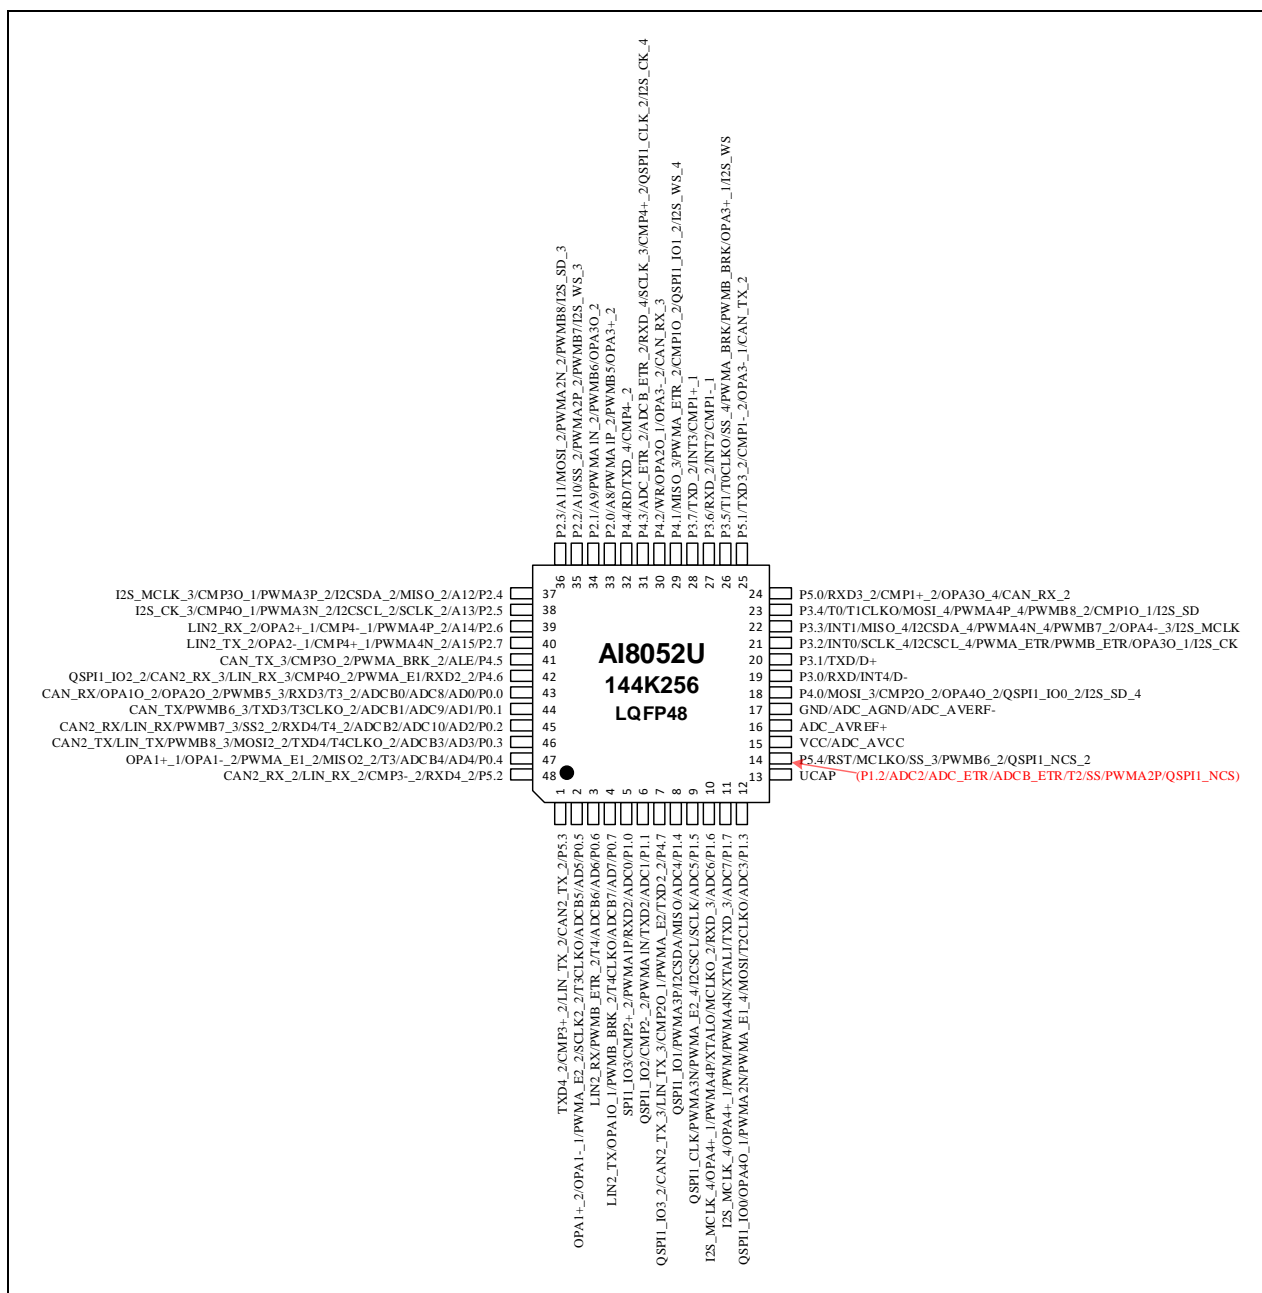 P2.3/A11/MOSI_2/PWMA2N_2/PWMB8/I2S_SD_3
P2.2/A10/SS_2/PWMA2P_2/PWMB7/I2S_WS_3
P2.1/A9/PWMA1N_2/PWMB6/OPA3O_2
P2.0/A8/PWMA1P_2/PWMB5/OPA3+_2
P4.4/RD/TXD_4/CMP4-_2
P4.3/ADC_ETR_2/ADCB_ETR_2/RXD_4/SCLK_3/CMP4+_2/QSPI1_CLK_2/I2S_CK_4
P4.2/WR/OPA2O_1/OPA3-_2/CAN_RX_3
P4.1/MISO_3/PWMA_ETR_2/CMP1O_2/QSPI1_IO1_2/I2S_WS_4
P3.7/TXD_2/INT3/CMP1+_1
P3.6/RXD_2/INT2/CMP1-_1
P3.5/T1/T0CLKO/SS_4/PWMA_BRK/PWMB_BRK/OPA3+_1/I2S_WS
P5.1/TXD3_2/CMP1-_2/OPA3-_1/CAN_TX_2
36 35 34 33 32 31 30 29 28 27 26 25
I2S_MCLK_3/CMP3O_1/PWMA3P_2/I2CSDA_2/MISO_2/A12/P2.4 37
I2S_CK_3/CMP4O_1/PWMA3N_2/I2CSCL_2/SCLK_2/A13/P2.5 38
LIN2_RX_2/OPA2+_1/CMP4-_1/PWMA4P_2/A14/P2.6 39
LIN2_TX_2/OPA2-_1/CMP4+_1/PWMA4N_2/A15/P2.7 40
CAN_TX_3/CMP3O_2/PWMA_BRK_2/ALE/P4.5 41
QSPI1_IO2_2/CAN2_RX_3/LIN_RX_3/CMP4O_2/PWMA_E1/RXD2_2/P4.6 42
CAN_RX/OPA1O_2/OPA2O_2/PWMB5_3/RXD3/T3_2/ADCB0/ADC8/AD0/P0.0 43
CAN_TX/PWMB6_3/TXD3/T3CLKO_2/ADCB1/ADC9/AD1/P0.1 44
CAN2_RX/LIN_RX/PWMB7_3/SS2_2/RXD4/T4_2/ADCB2/ADC10/AD2/P0.2 45
CAN2_TX/LIN_TX/PWMB8_3/MOSI2_2/TXD4/T4CLKO_2/ADCB3/AD3/P0.3 46
OPA1+_1/OPA1-_2/PWMA_E1_2/MISO2_2/T3/ADCB4/AD4/P0.4 47
CAN2_RX_2/LIN_RX_2/CMP3-_2/RXD4_2/P5.2 48
AI8052U
144K256
LQFP48
24 P5.0/RXD3_2/CMP1+_2/OPA3O_4/CAN_RX_2
23 P3.4/T0/T1CLKO/MOSI_4/PWMA4P_4/PWMB8_2/CMP1O_1/I2S_SD
22 P3.3/INT1/MISO_4/I2CSDA_4/PWMA4N_4/PWMB7_2/OPA4-_3/I2S_MCLK
21 P3.2/INT0/SCLK_4/I2CSCL_4/PWMA_ETR/PWMB_ETR/OPA3O_1/I2S_CK
20 P3.1/TXD/D+
19 P3.0/RXD/INT4/D-
18 P4.0/MOSI_3/CMP2O_2/OPA4O_2/QSPI1_IO0_2/I2S_SD_4
17 GND/ADC_AGND/ADC_AVERF-
16 ADC_AVREF+
15 VCC/ADC_AVCC
14 P5.4/RST/MCLKO/SS_3/PWMB6_2/QSPI1_NCS_2
13 UCAP (P1.2/ADC2/ADC_ETR/ADCB_ETR/T2/SS/PWMA2P/QSPI1_NCS)
1 2 3 4 5 6 7 8 9 10 11 12
TXD4_2/CMP3+_2/LIN_TX_2/CAN2_TX_2/P5.3
OPA1+_2/OPA1-_1/PWMA_E2_2/SCLK2_2/T3CLKO/ADCB5/AD5/P0.5
LIN2_RX/PWMB_ETR_2/T4/ADCB6/AD6/P0.6
LIN2_TX/OPA1O_1/PWMB_BRK_2/T4CLKO/ADCB7/AD7/P0.7
SPI1_IO3/CMP2+_2/PWMA1P/RXD2/ADC0/P1.0
QSPI1_IO2/CMP2-_2/PWMA1N/TXD2/ADC1/P1.1
QSPI1_IO3_2/CAN2_TX_3/LIN_TX_3/CMP2O_1/PWMA_E2/TXD2_2/P4.7
QSPI1_IO1/PWMA3P/I2CSDA/MISO/ADC4/P1.4
QSPI1_CLK/PWMA3N/PWMA_E2_4/I2CSCL/SCLK/ADC5/P1.5
I2S_MCLK_4/OPA4+_1/PWMA4P/XTALO/MCLKO_2/RXD_3/ADC6/P1.6
I2S_MCLK_4/OPA4+_1/PWM/PWMA4N/XTALI/TXD_3/ADC7/P1.7
QSPI1_IO0/OPA4O_1/PWMA2N/PWMA_E1_4/MOSI/T2CLKO/ADC3/P1.3